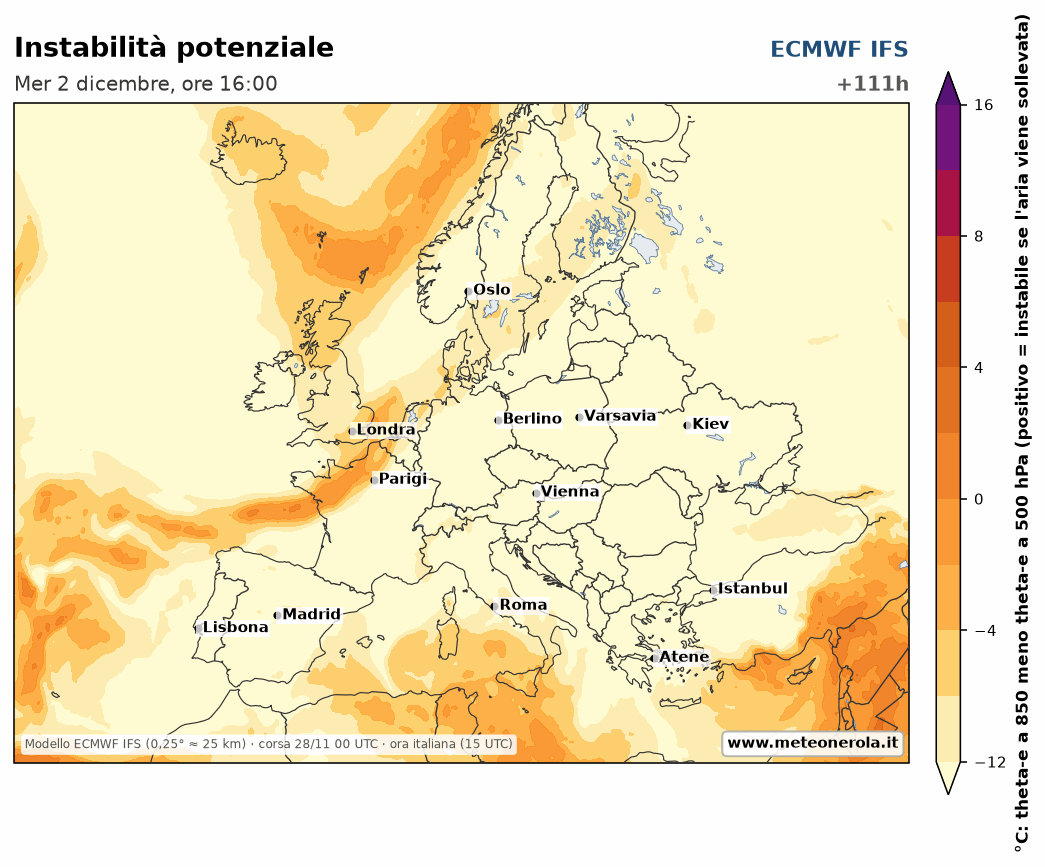 Instabilità potenziale
ECMWF IFS
Mer 2 dicembre, ore 16:00
+111h
Oslo
Londra
Berlino
Varsavia
Kiev
Parigi
Vienna
Istanbul
Roma
Madrid
Lisbona
Atene
Modello ECMWF IFS (0,25° ≈ 25 km) · corsa 28/11 00 UTC · ora italiana (15 UTC)
www.meteonerola.it
16
8
4
0
−4
−12
°C: theta-e a 850 meno theta-e a 500 hPa (positivo = instabile se l'aria viene sollevata)